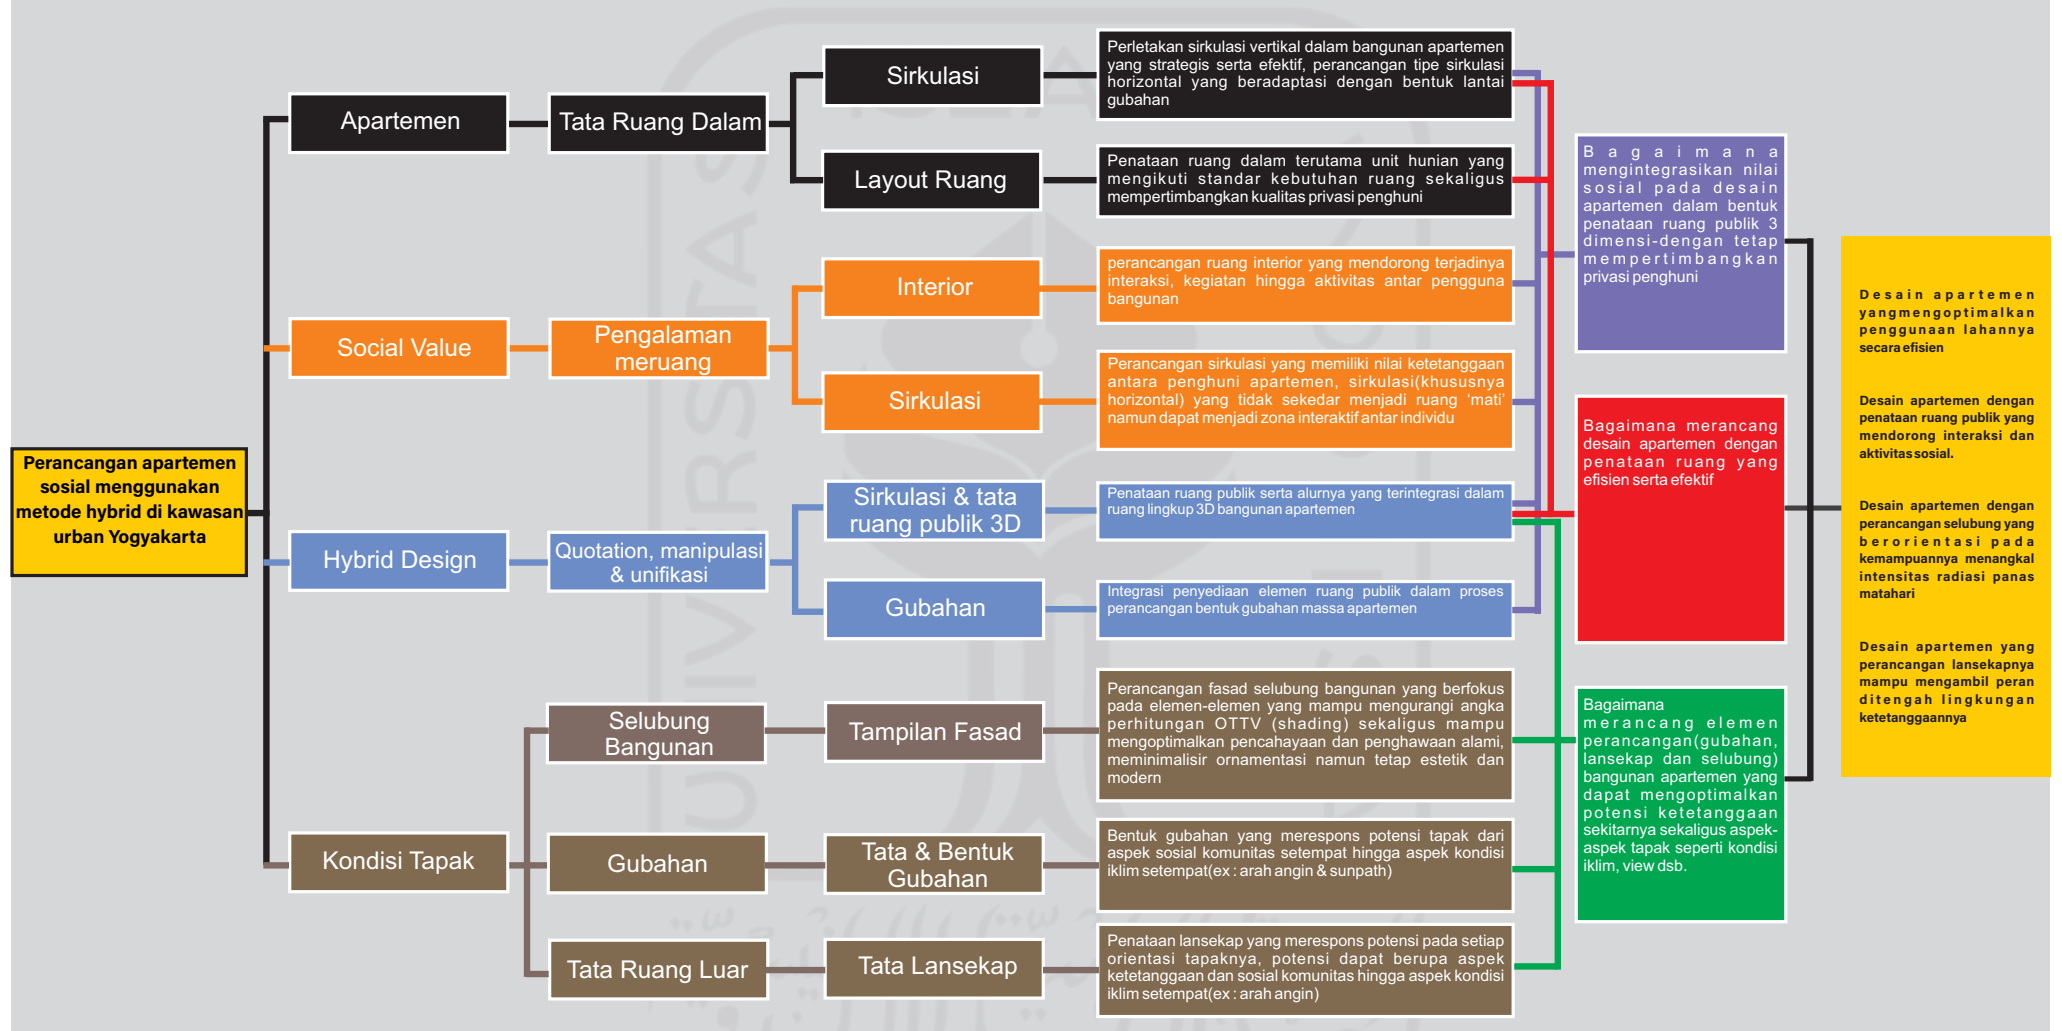 Perancangan apartemen
sosial menggunakan
metode hybrid di kawasan
urban Yogyakarta
Apartemen
Tata Ruang Dalam
Sirkulasi
Perletakan sirkulasi vertikal dalam bangunan apartemen
yang strategis serta efektif, perancangan tipe sirkulasi
horizontal yang beradaptasi dengan bentuk lantai
gubahan
Layout Ruang
Penataan ruang dalam terutama unit hunian yang
mengikuti standar kebutuhan ruang sekaligus
mempertimbangkan kualitas privasi penghuni
Social Value
Pengalaman
meruang
Interior
perancangan ruang interior yang mendorong terjadinya
interaksi, kegiatan hingga aktivitas antar pengguna
bangunan
Sirkulasi
Perancangan sirkulasi yang memiliki nilai ketetanggaan
antara penghuni apartemen, sirkulasi(khususnya
horizontal) yang tidak sekedar menjadi ruang ‘mati’
namun dapat menjadi zona interaktif antar individu
Hybrid Design
Quotation, manipulasi
& unifikasi
Sirkulasi & tata
ruang publik 3D
Penataan ruang publik serta alurnya yang terintegrasi dalam
ruang lingkup 3D bangunan apartemen
Gubahan
Integrasi penyediaan elemen ruang publik dalam proses
perancangan bentuk gubahan massa apartemen
Kondisi Tapak
Selubung
Bangunan
Tampilan Fasad
Perancangan fasad selubung bangunan yang berfokus
pada elemen-elemen yang mampu mengurangi angka
perhitungan OTTV (shading) sekaligus mampu
mengoptimalkan pencahayaan dan penghawaan alami,
meminimalisir ornamentasi namun tetap estetik dan
modern
Gubahan
Tata & Bentuk
Gubahan
Bentuk gubahan yang merespons potensi tapak dari
aspek sosial komunitas setempat hingga aspek kondisi
iklim setempat(ex : arah angin & sunpath)
Tata Ruang Luar
Tata Lansekap
Penataan lansekap yang merespons potensi pada setiap
orientasi tapaknya, potensi dapat berupa aspek
ketetanggaan dan sosial komunitas hingga aspek kondisi
iklim setempat(ex : arah angin)
Bagaimana
mengintegrasikan nilai
sosial pada desain
apartemen dalam bentuk
penataan ruang publik 3
dimensi-dengan tetap
mempertimbangkan
privasi penghuni
Bagaimana merancang
desain apartemen dengan
penataan ruang yang
efisien serta efektif
Bagaimana
merancang elemen
perancangan(gubahan,
lansekap dan selubung)
bangunan apartemen yang
dapat mengoptimalkan
potensi ketetanggaan
sekitarnya sekaligus aspek-
aspek tapak seperti kondisi
iklim, view dsb.
Desain apartemen
yangmengoptimalkan
penggunaan lahannya
secara efisien
Desain apartemen dengan
penataan ruang publik yang
mendorong interaksi dan
aktivitas sosial.
Desain apartemen dengan
perancangan selubung yang
berorientasi pada
kemampuannya menangkal
intensitas radiasi panas
matahari
Desain apartemen yang
perancangan lansekapnya
mampu mengambil peran
ditengah lingkungan
ketetanggaannya